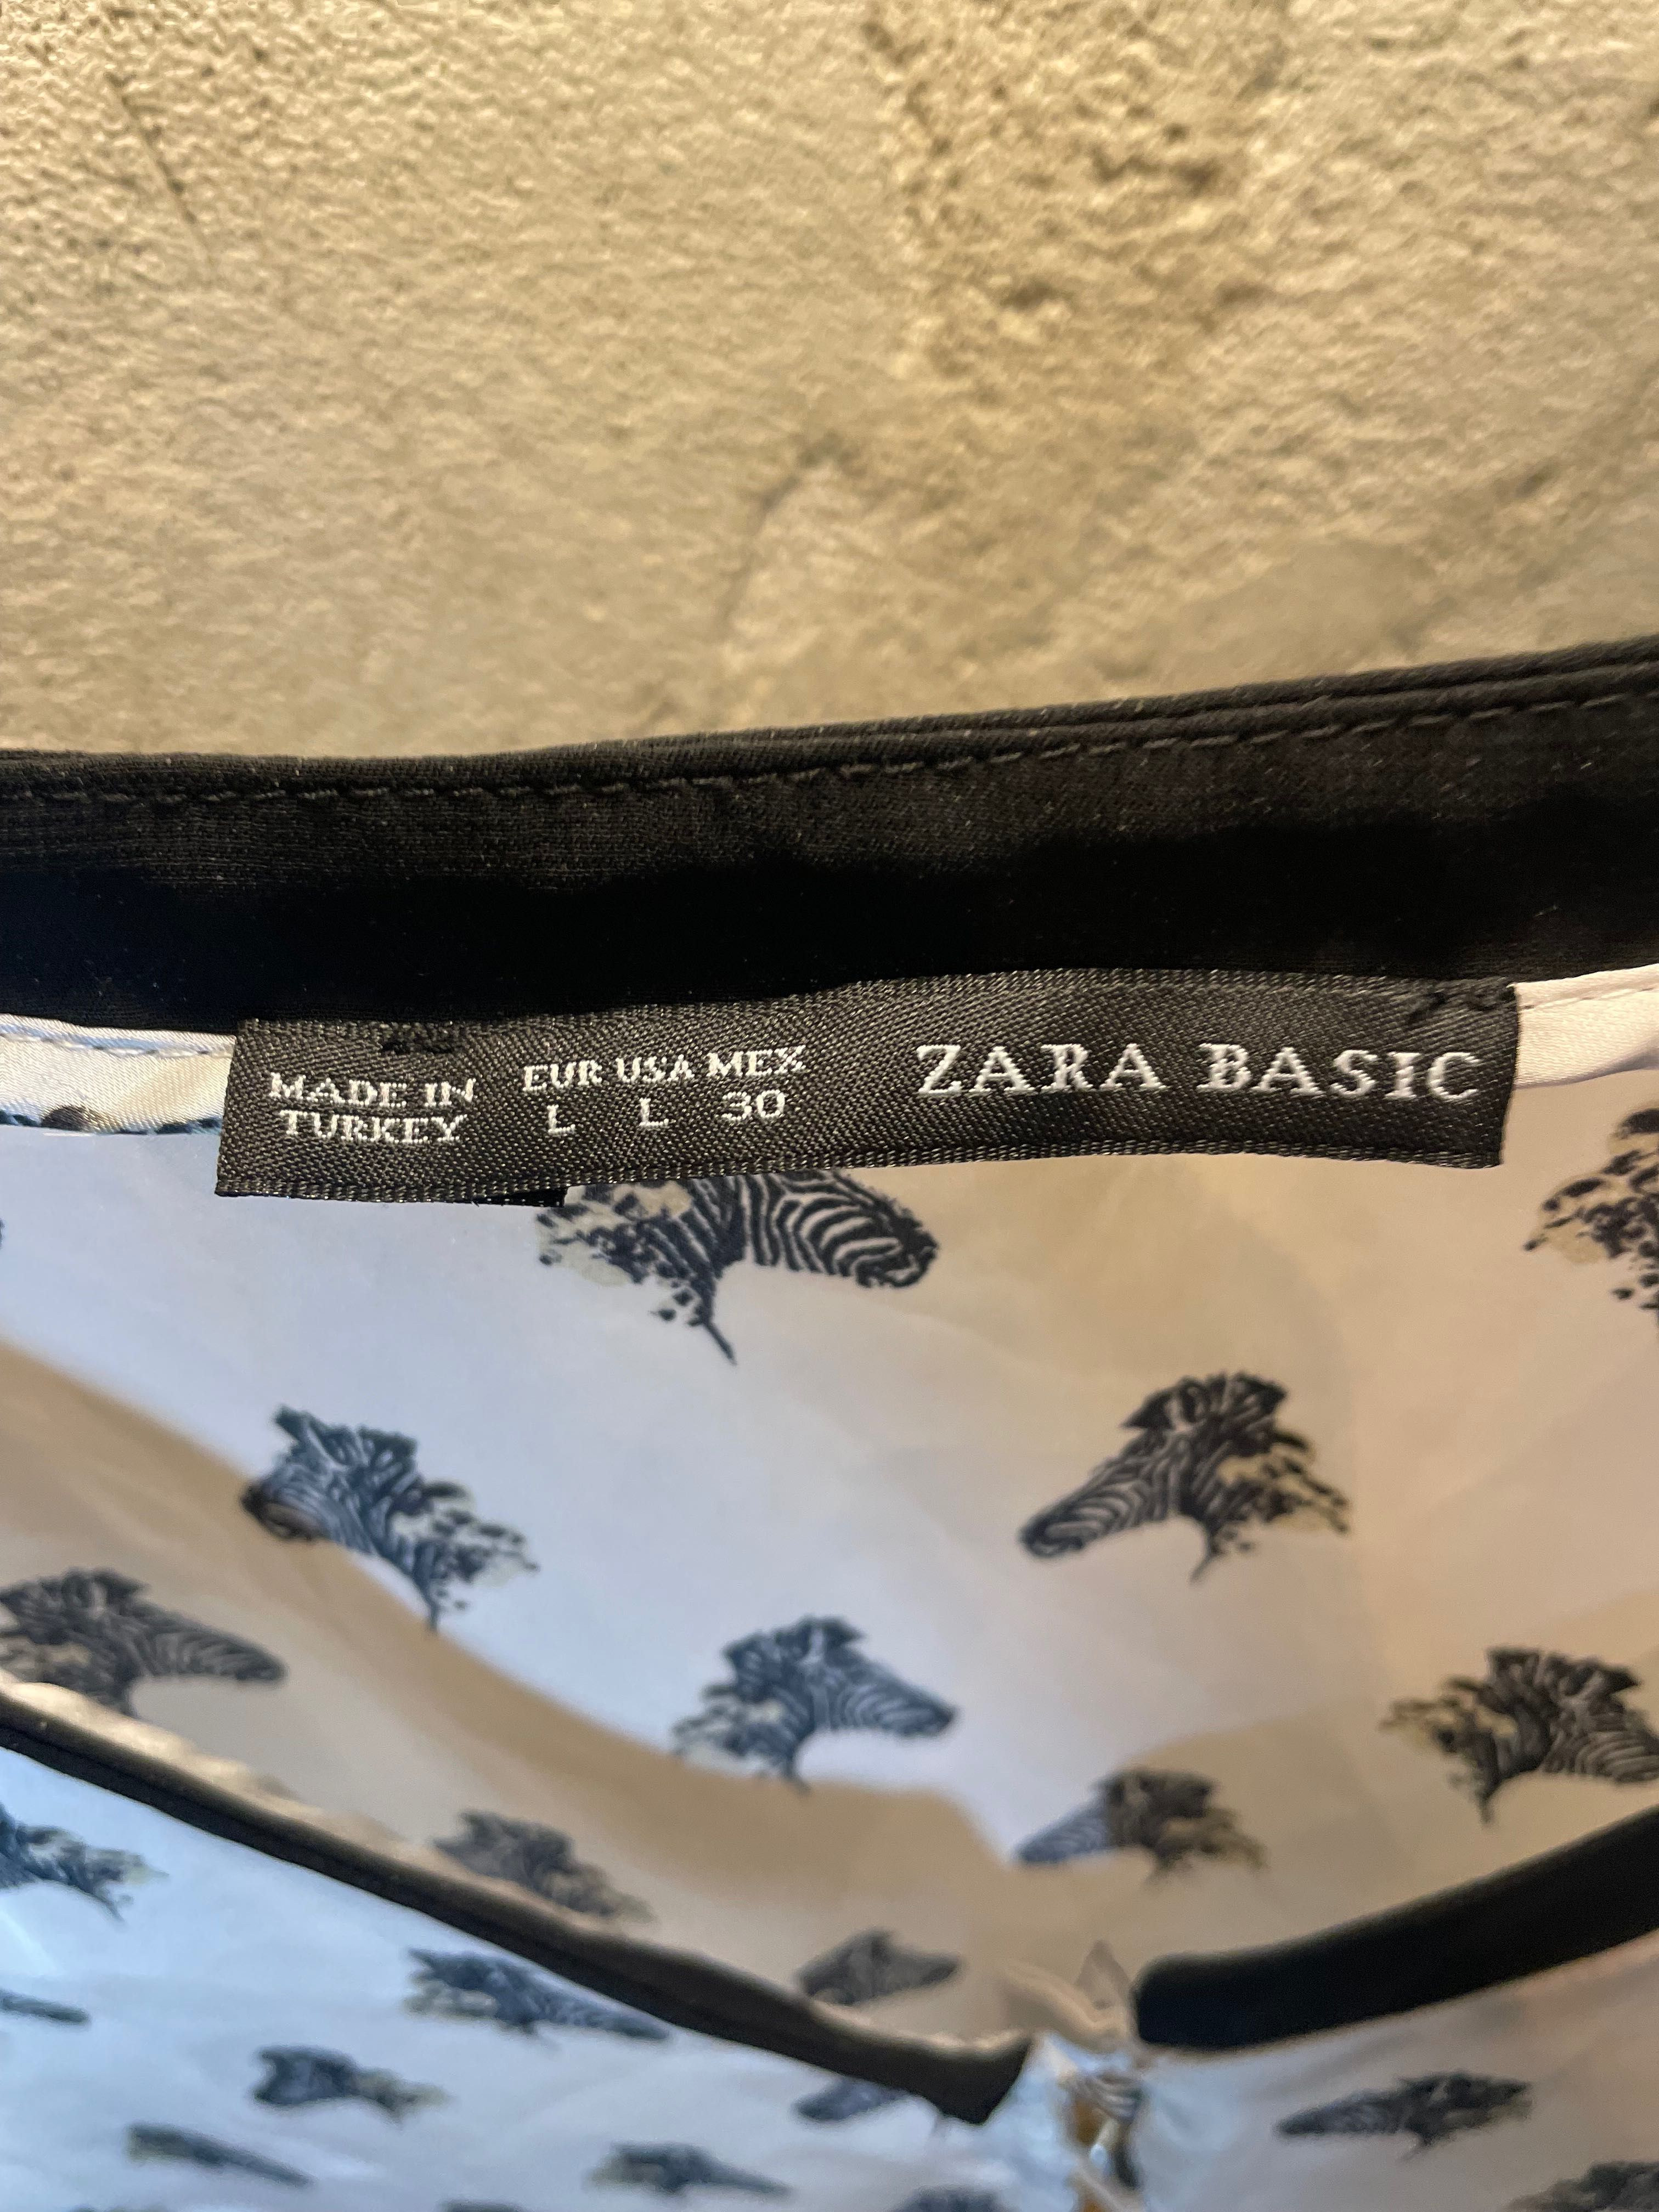 MADE IN
TURKEY
EUR USA MEX
L L 30
ZARA BASIC